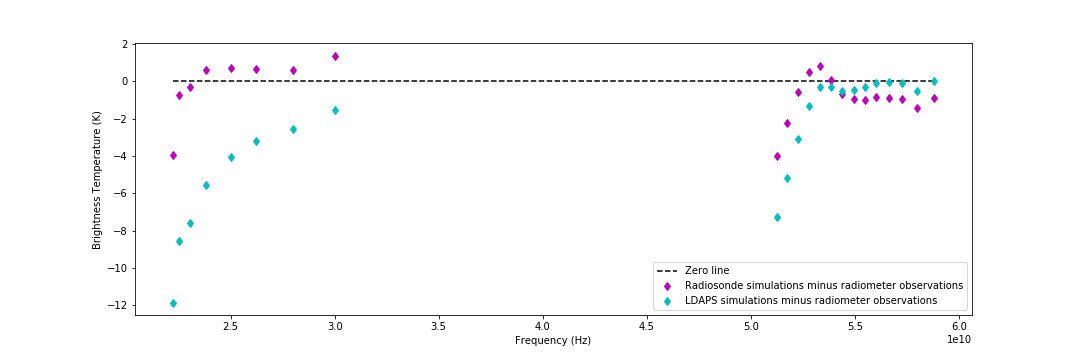 2
0
−2
−4
−6
−8
−10
−12
Brightness Temperature (K)
2.5 3.0 3.5 4.0 4.5 5.0 5.5 6.0
1e10
Frequency (Hz)
Zero line
Radiosonde simulations minus radiometer observations
LDAPS simulations minus radiometer observations